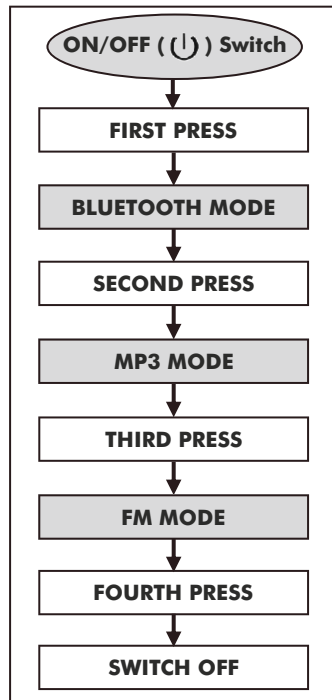 ON/OFF ( ⏻ ) Switch
FIRST PRESS
BLUETOOTH MODE
SECOND PRESS
MP3 MODE
THIRD PRESS
FM MODE
FOURTH PRESS
SWITCH OFF